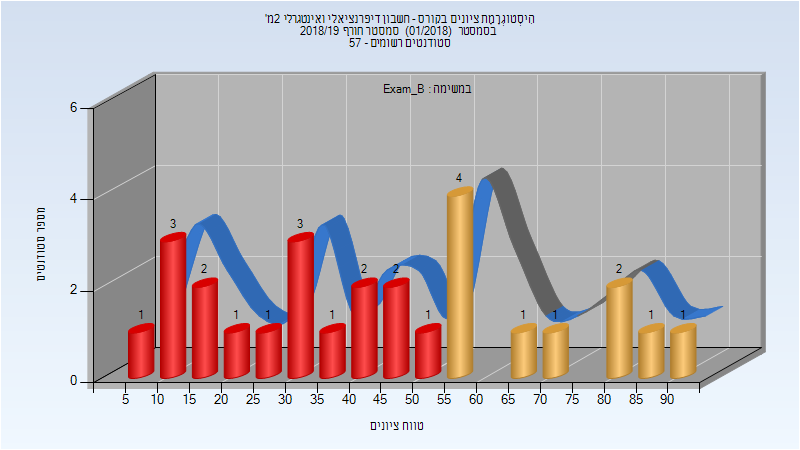 הִיסטוֹגְרַמַת ציונים בקורס - חשבון דיפרנציאלי ואינטגרלי 2מ'
בסמסטר (01/2018) סמסטר חורף 2018/19
סטודנטים רשומים - 57
במשימה : Exam_B
מספר סטודנטים
6
4
2
0
1 3 2 1 1 3 1 2 2 1 4 1 1 2 1 1
5 10 15 20 25 30 35 40 45 50 55 60 65 70 75 80 85 90
טווח ציונים